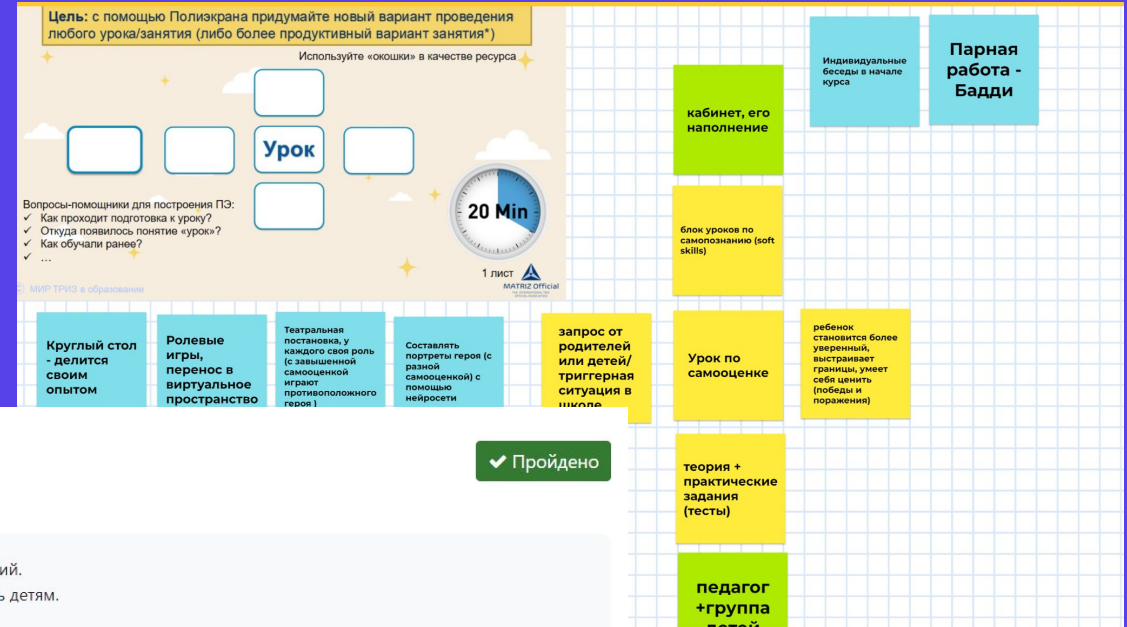 Цель: с помощью Полиэкрана придумайте новый вариант проведения
любого урока/занятия (либо более продуктивный вариант занятия*)
Используйте «окошки» в качестве ресурса
Урок
Вопросы-помощники для построения ПЭ:
✓ Как проходит подготовка к уроку?
✓ Откуда появилось понятие «урок»?
✓ Как обучали ранее?
✓ …
20 Min
1 лист
MATRIZ Official
© МИР ТРИЗ в образовании
Индивидуальные
беседы в начале
курса
Парная
работа -
Бадди
кабинет, его
наполнение
блок уроков по
самопознанию (soft
skills)
Круглый стол
- делится
своим
опытом
Ролевые
игры,
перенос в
виртуальное
пространство
Театральная
постановка, у
каждого своя роль
(с завышенной
самооценкой
играют
противоположного
героя )
Составлять
портреты героя (с
разной
самооценкой) с
помощью
нейросети
запрос от
родителей
или детей/
триггерная
ситуация в
школе
Урок по
самооценке
ребенок
становится более
уверенный,
выстраивает
границы, умеет
себя ценить
(победы и
поражения)
теория +
практические
задания
(тесты)
педагог
+группа
детей
✔ Пройдено
ий.
ь детям.